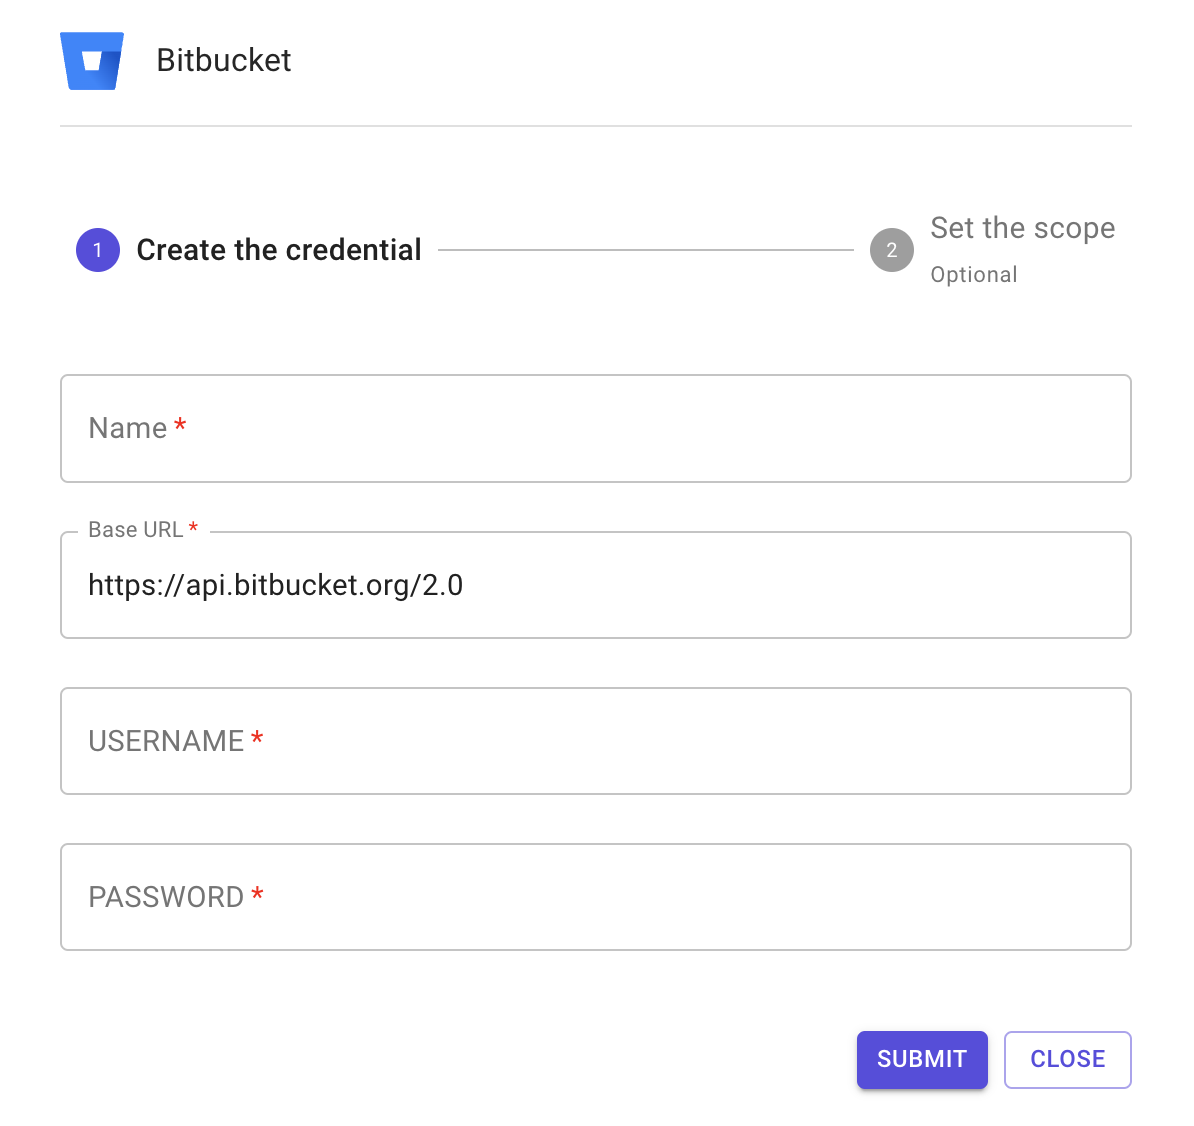 Bitbucket
1 Create the credential
2 Set the scope
Optional
Name *
Base URL *
https://api.bitbucket.org/2.0
USERNAME *
PASSWORD *
SUBMIT CLOSE